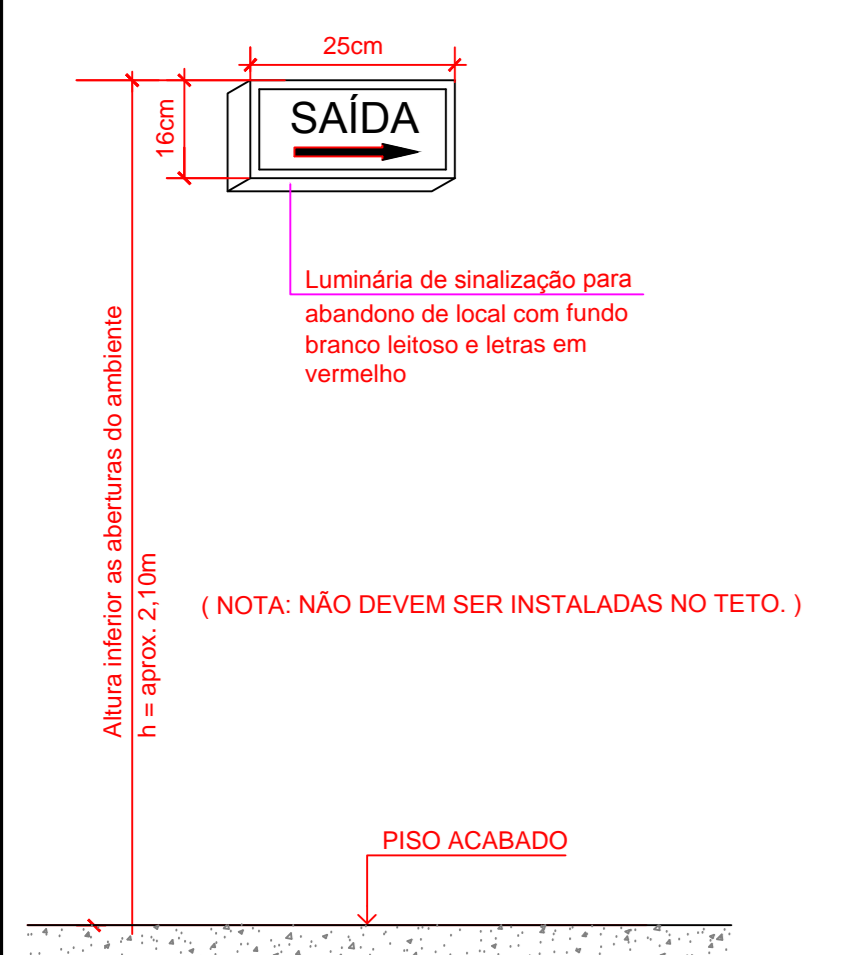 25cm
16cm
SAÍDA
Luminária de sinalização para
abandono de local com fundo
branco leitoso e letras em
vermelho
Altura inferior as aberturas do ambiente
h = aprox. 2,10m
( NOTA: NÃO DEVEM SER INSTALADAS NO TETO. )
PISO ACABADO